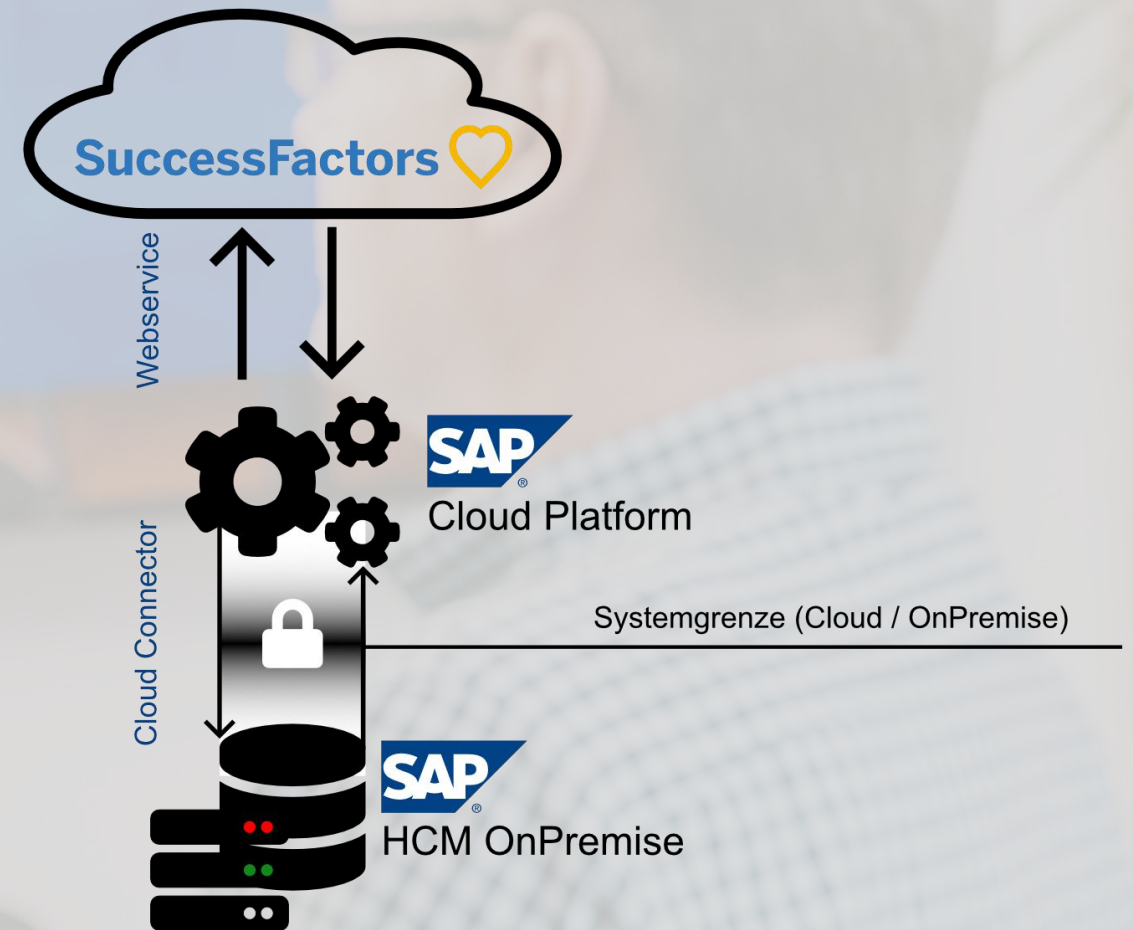 SuccessFactors
Webservice
SAP®
Cloud Platform
Cloud Connector
Systemgrenze (Cloud / OnPremise)
SAP®
HCM OnPremise